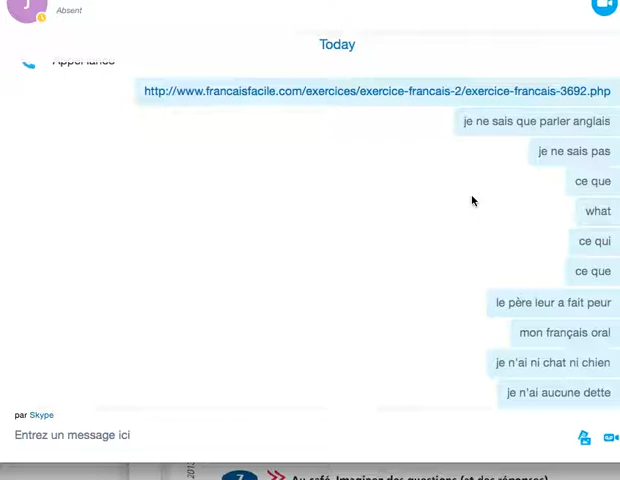 J
Absent
Today
http://www.francaisfacile.com/exercices/exercice-francais-2/exercice-francais-3692.php
je ne sais que parler anglais
je ne sais pas
ce que
what
ce qui
ce que
le père leur a fait peur
mon français oral
je n'ai ni chat ni chien
je n'ai aucune dette
par Skype
Entrez un message ici
7
Au café. Imaginez des questions (et des réponses)